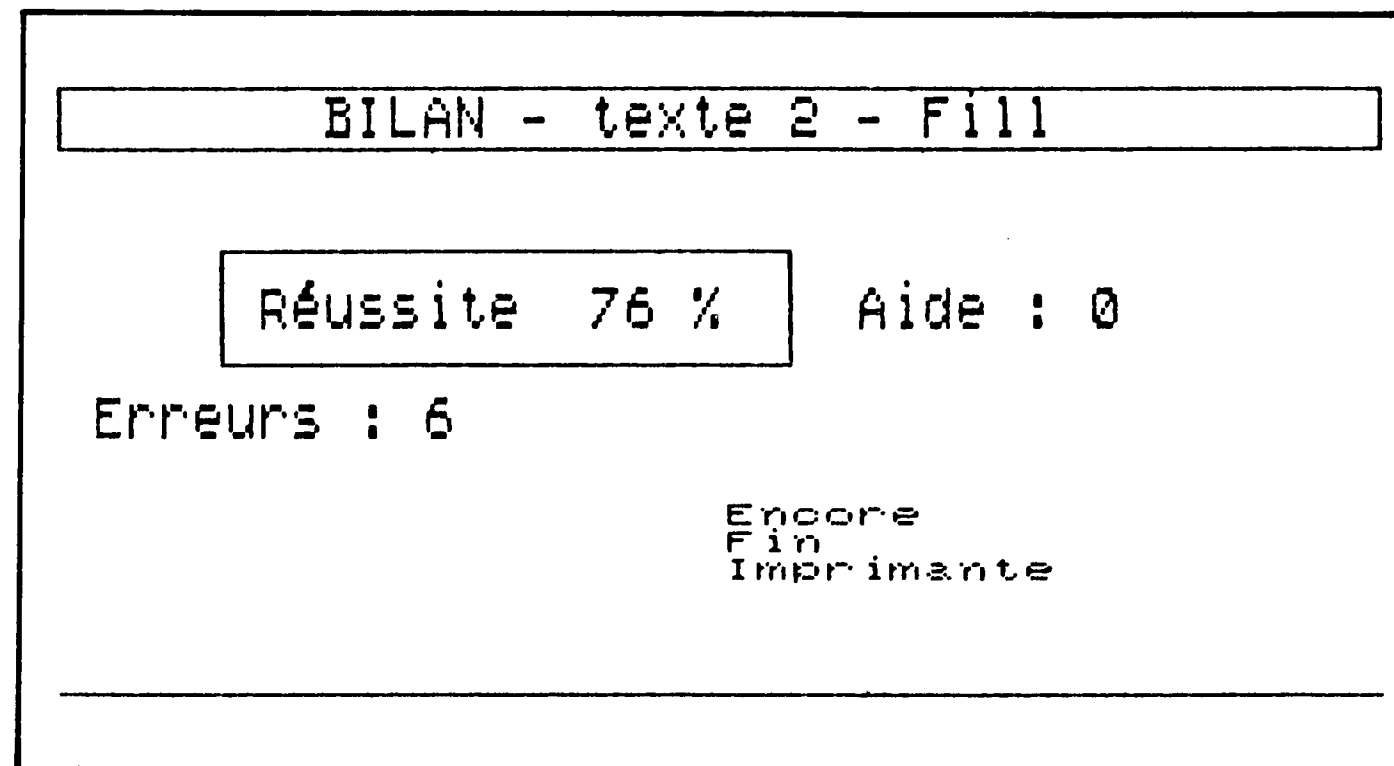 BILAN - texte 2 - Fill
Réussite 76 % Aide : 0
Erreurs : 6
Encore
Fin
Imprimante